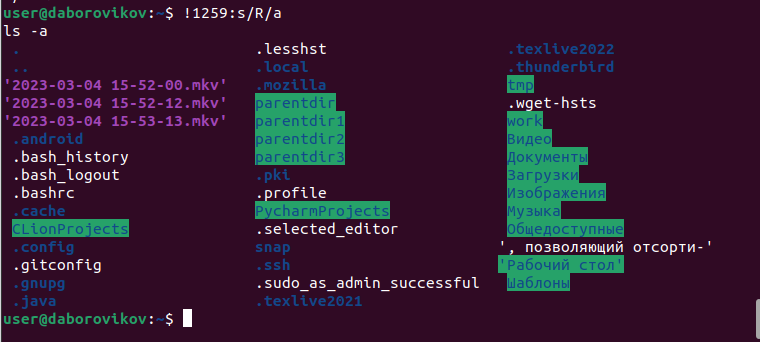 user@daborovikov:~$ !1259:s/R/a
ls -a
. .lesshst .texlive2022
.. .local .thunderbird
'2023-03-04 15-52-00.mkv' .mozilla tmp
'2023-03-04 15-52-12.mkv' parentdir .wget-hsts
'2023-03-04 15-53-13.mkv' parentdir1 work
.android parentdir2 Видео
.bash_history parentdir3 Документы
.bash_logout .pki Загрузки
.bashrc .profile Изображения
.cache PycharmProjects Музыка
CLionProjects .selected_editor Общедоступные
.config snap ', позволяющий отсорти-'
.gitconfig .ssh 'Рабочий стол'
.gnupg .sudo_as_admin_successful Шаблоны
.java .texlive2021
user@daborovikov:~$